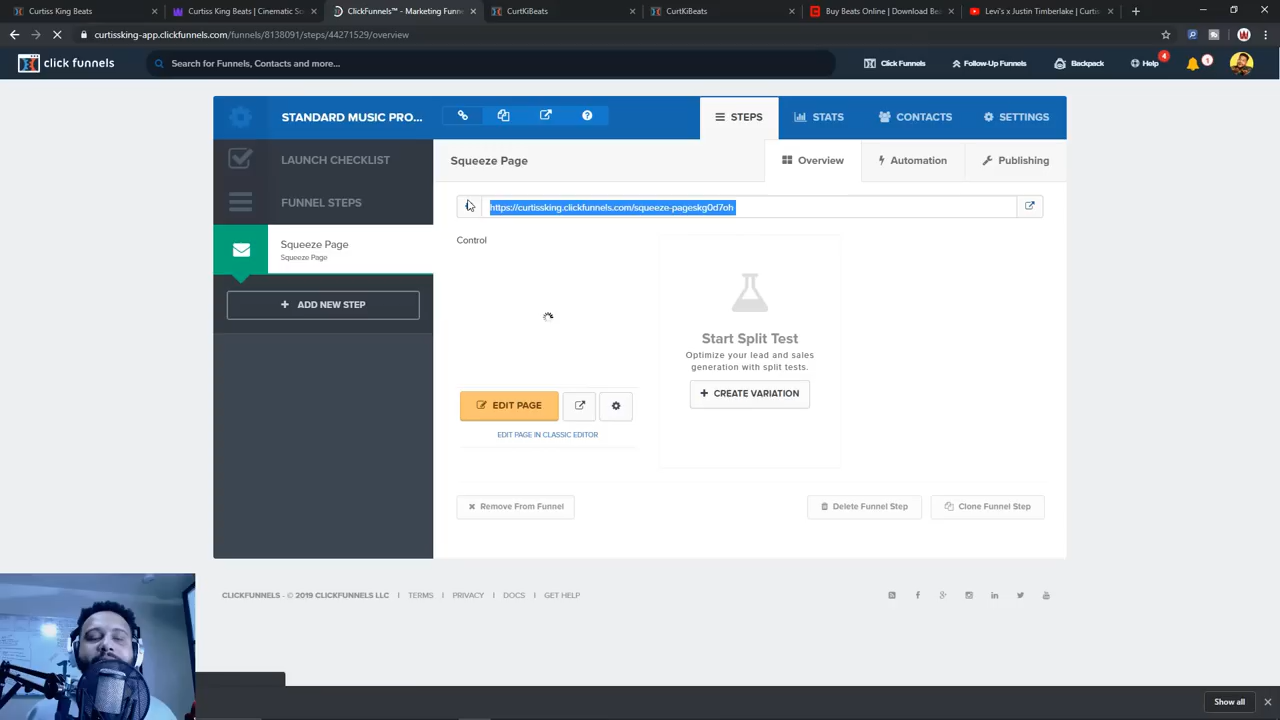 Curtiss King Beats
Curtiss King Beats | Cinematic So
ClickFunnels™ - Marketing Funne
CurtKiBeats
CurtKiBeats
Buy Beats Online | Download Be
Levi's x Justin Timberlake | Curtis
curtissking-app.clickfunnels.com/funnels/8138091/steps/44271529/overview
click funnels
Search for Funnels, Contacts and more...
Click Funnels
Follow-Up Funnels
Backpack
Help
4
1
STANDARD MUSIC PRO...
STEPS
STATS
CONTACTS
SETTINGS
LAUNCH CHECKLIST
Squeeze Page
Overview
Automation
Publishing
FUNNEL STEPS
https://curtissking.clickfunnels.com/squeeze-pageskg0d7oh
Squeeze Page
Squeeze Page
Control
ADD NEW STEP
Start Split Test
Optimize your lead and sales
generation with split tests.
CREATE VARIATION
EDIT PAGE
EDIT PAGE IN CLASSIC EDITOR
Remove From Funnel
Delete Funnel Step
Clone Funnel Step
CLICKFUNNELS - © 2019 CLICKFUNNELS LLC | TERMS | PRIVACY | DOCS | GET HELP
Show all